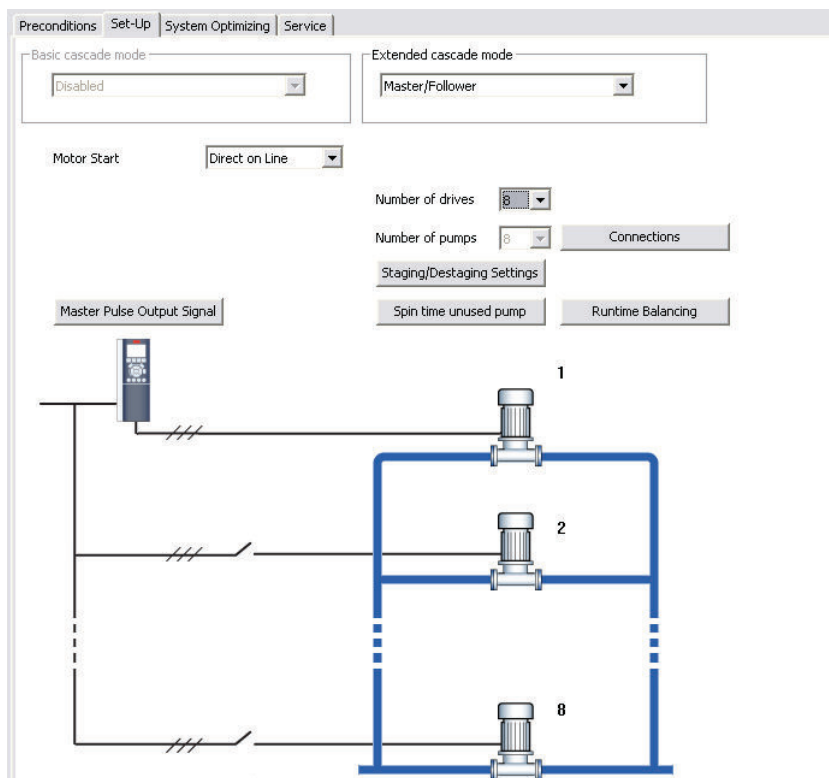 Preconditions Set-Up System Optimizing Service
Basic cascade mode
Disabled
Extended cascade mode
Master/Follower
Motor Start Direct on Line
Number of drives 8
Number of pumps 8 Connections
Staging/Destaging Settings
Master Pulse Output Signal Spin time unused pump Runtime Balancing
1
2
8